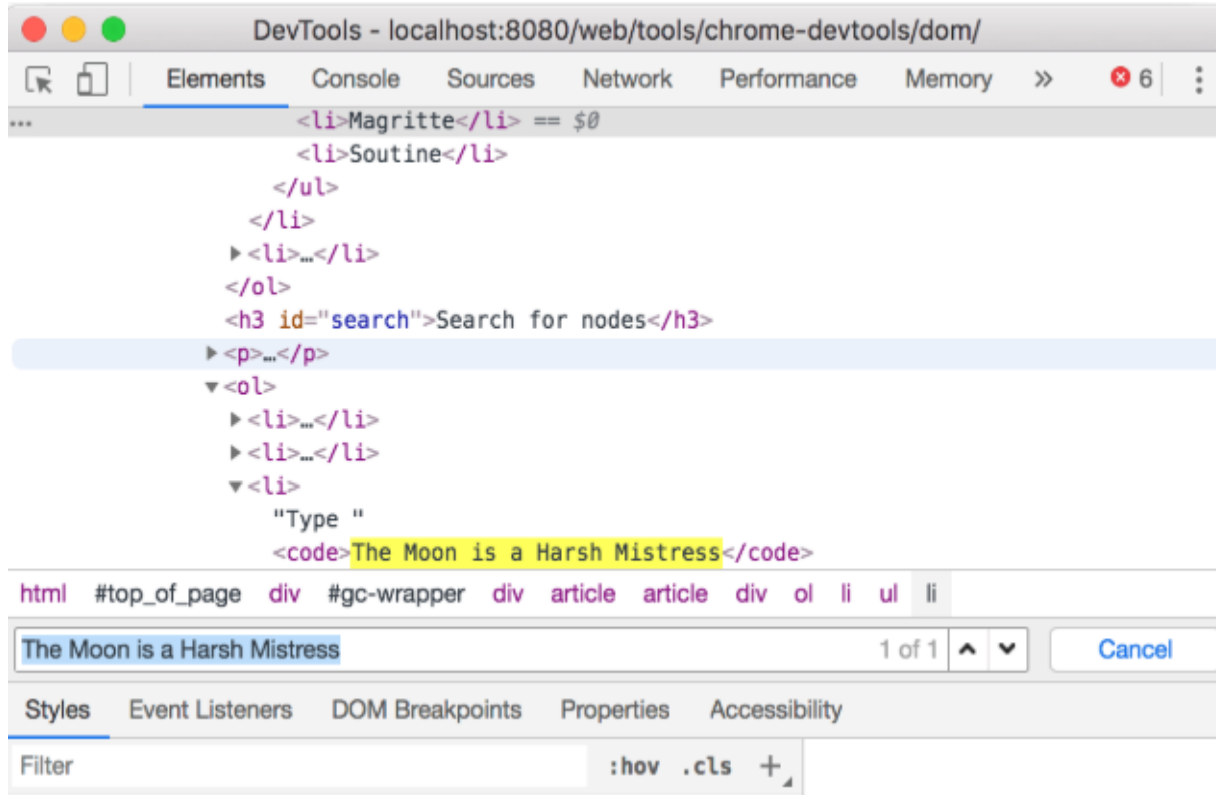 DevTools - localhost:8080/web/tools/chrome-devtools/dom/
Elements Console Sources Network Performance Memory » 6
... <li>Magritte</li> == $0
<li>Soutine</li>
</ul>
</li>
▶<li>…</li>
</ol>
<h3 id="search">Search for nodes</h3>
▶<p>…</p>
▼<ol>
▶<li>…</li>
▶<li>…</li>
▼<li>
"Type "
<code>The Moon is a Harsh Mistress</code>
html #top_of_page div #gc-wrapper div article article div ol li ul li
The Moon is a Harsh Mistress 1 of 1 Cancel
Styles Event Listeners DOM Breakpoints Properties Accessibility
Filter :hov .cls +